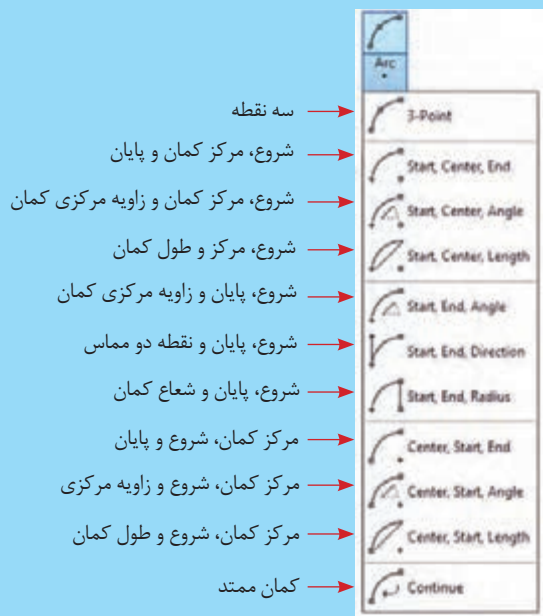 Arc
سه نقطه
3-Point
شروع، مرکز کمان و پایان
Start, Center, End
شروع، مرکز کمان و زاویه مرکزی کمان
Start, Center, Angle
شروع، مرکز و طول کمان
Start, Center, Length
شروع، پایان و زاویه مرکزی کمان
Start, End, Angle
شروع، پایان و نقطه دو مماس
Start, End, Direction
شروع، پایان و شعاع کمان
Start, End, Radius
مرکز کمان، شروع و پایان
Center, Start, End
مرکز کمان، شروع و زاویه مرکزی
Center, Start, Angle
مرکز کمان، شروع و طول کمان
Center, Start, Length
کمان ممتد
Continue